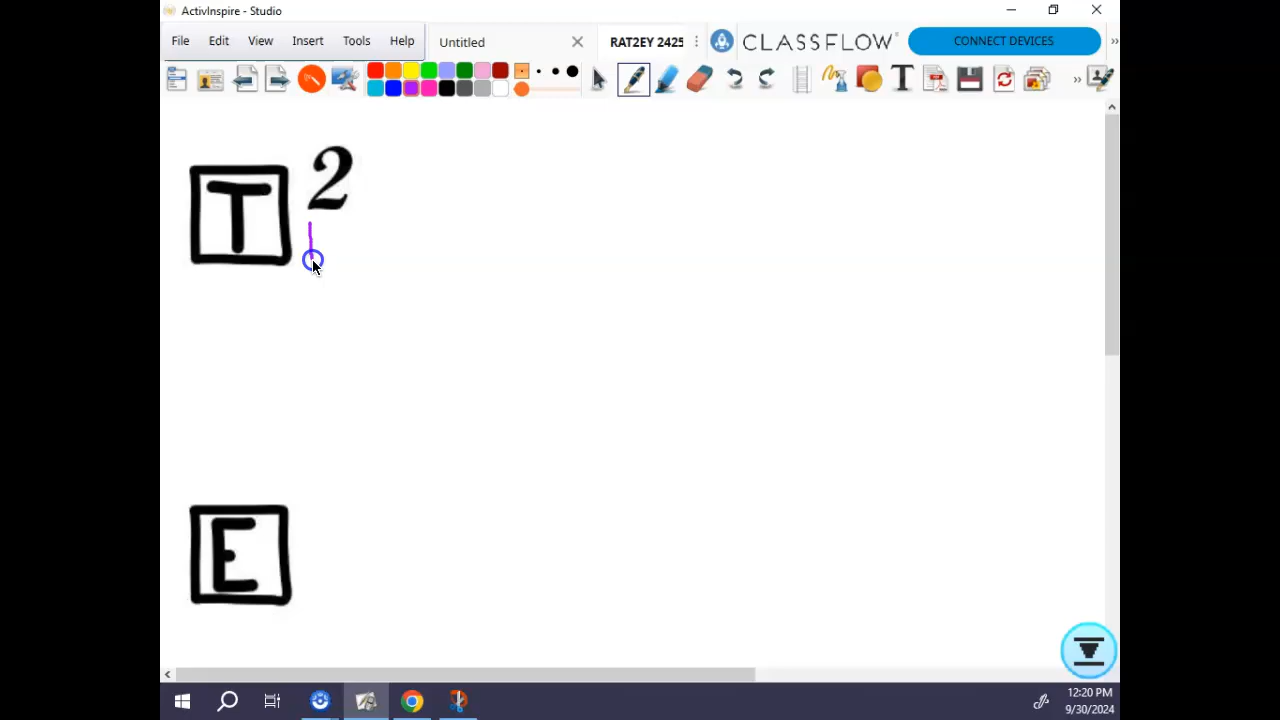 ActivInspire - Studio
File Edit View Insert Tools Help Untitled RAT2EY 2425 CLASSFLOW CONNECT DEVICES
T 2
E
12:20 PM
9/30/2024